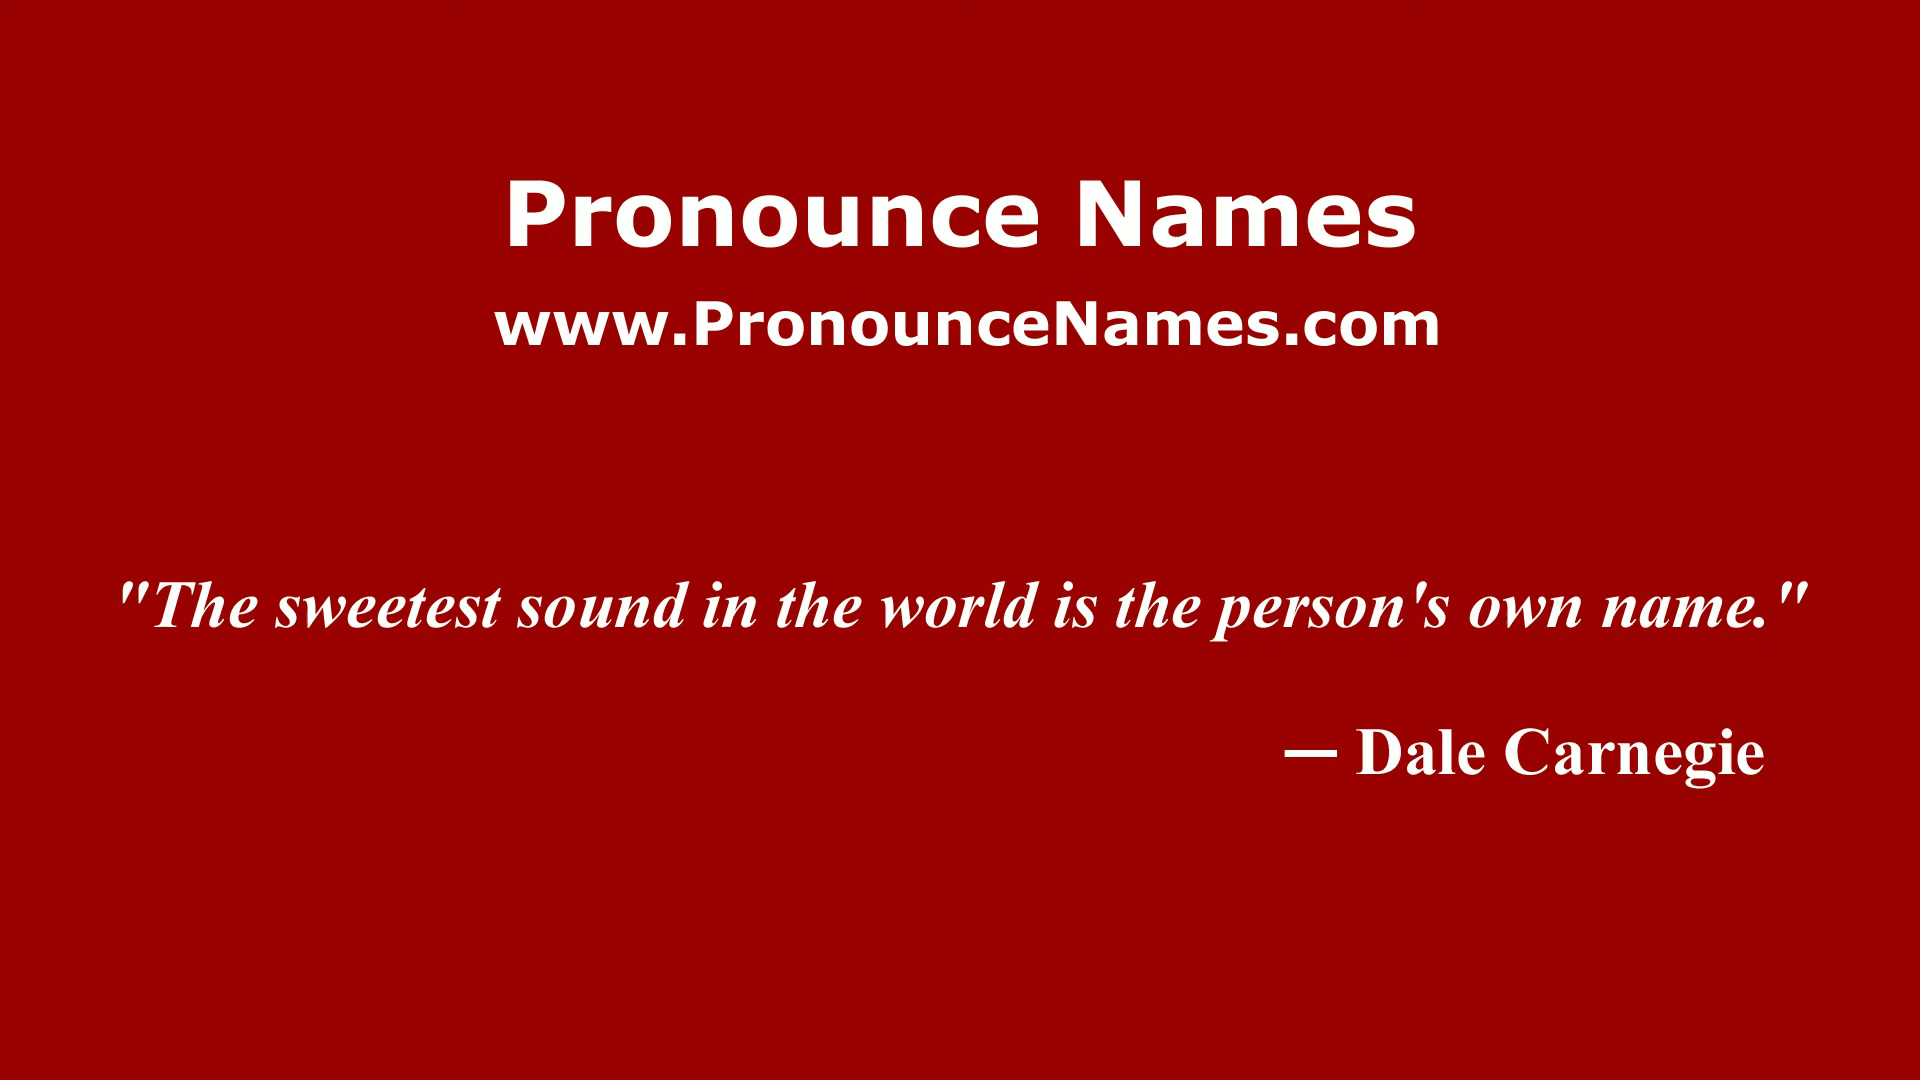 Pronounce Names
www.PronounceNames.com
"The sweetest sound in the world is the person's own name."
— Dale Carnegie